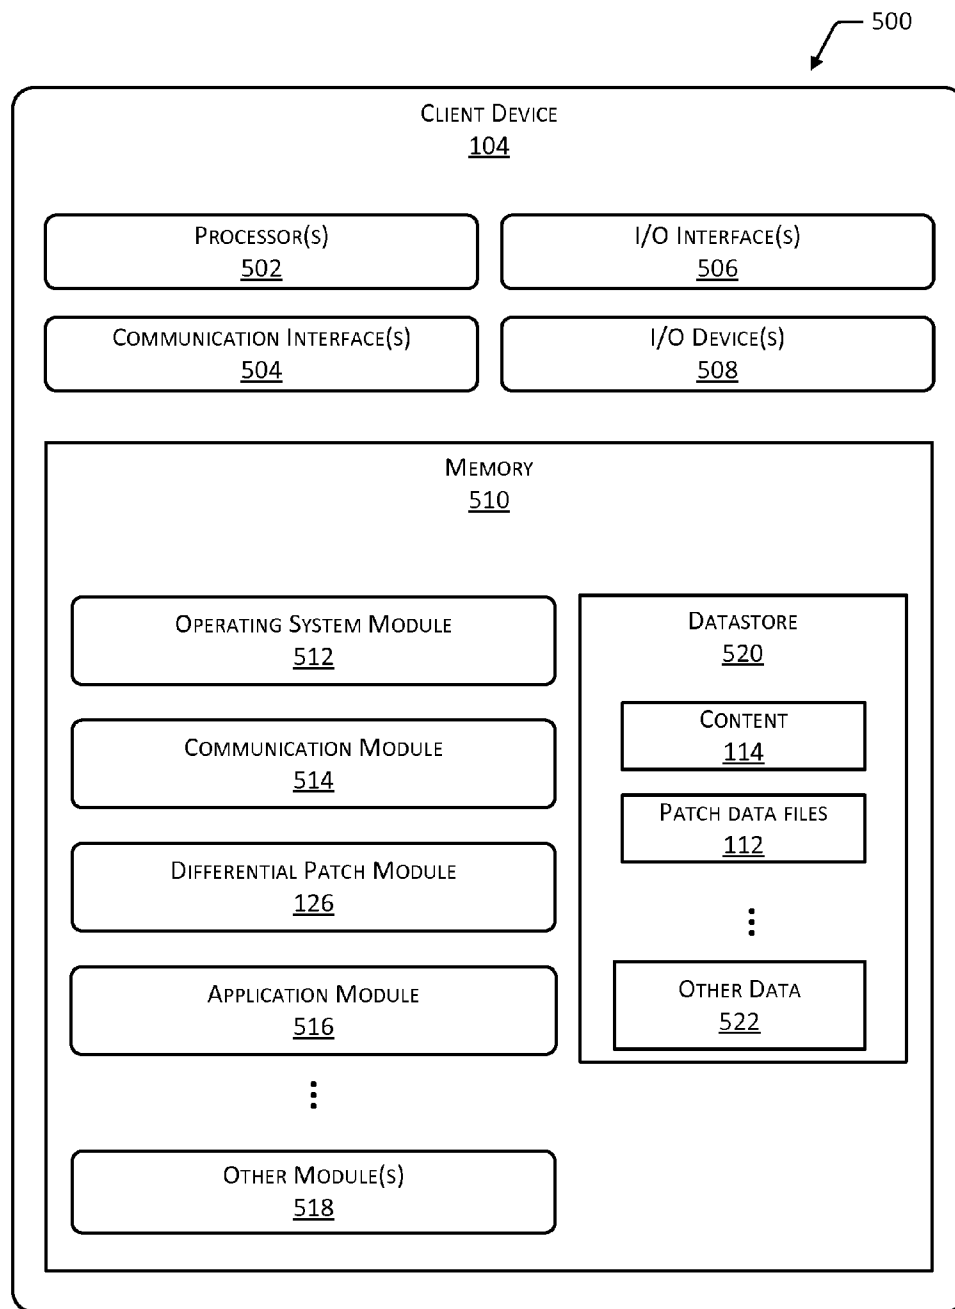 500
Client Device
104
Processor(s)
502
I/O Interface(s)
506
Communication Interface(s)
504
I/O Device(s)
508
Memory
510
Operating System Module
512
Communication Module
514
Differential Patch Module
126
Application Module
516
Other Module(s)
518
Datastore
520
Content
114
Patch data files
112
Other Data
522